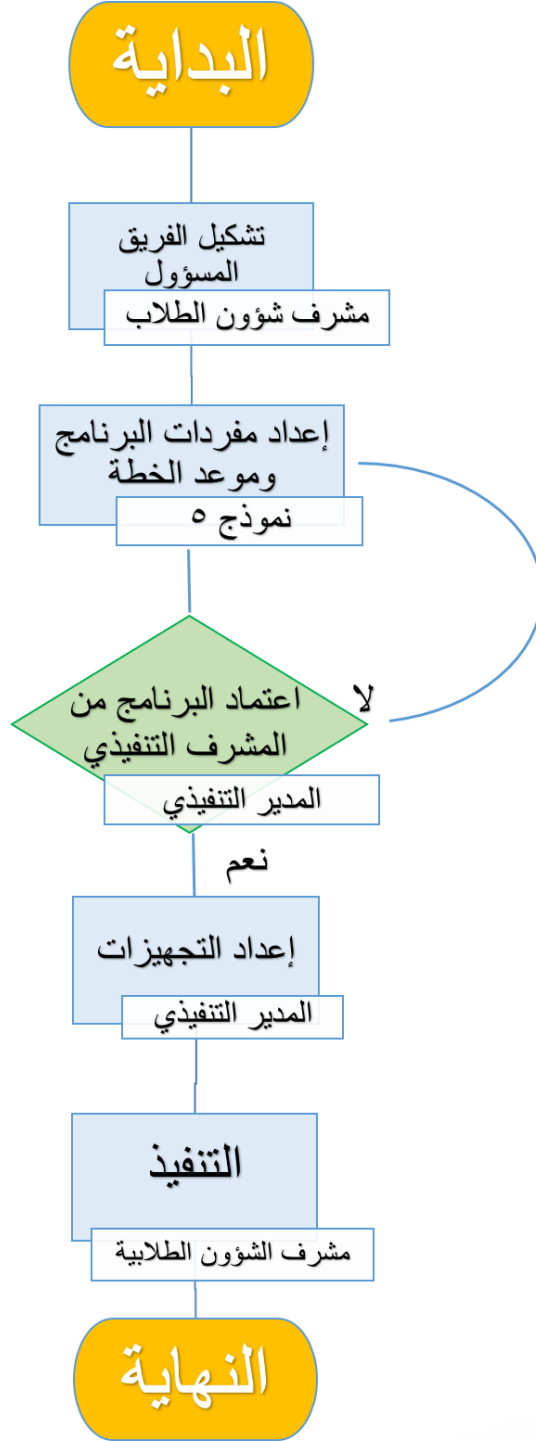 البداية
تشكيل الفريق
المسؤول
مشرف شؤون الطلاب
إعداد مفردات البرنامج
وموعد الخطة
نموذج ٥
لا
اعتماد البرنامج من
المشرف التنفيذي
المدير التنفيذي
نعم
إعداد التجهيزات
المدير التنفيذي
التنفيذ
مشرف الشؤون الطلابية
النهاية